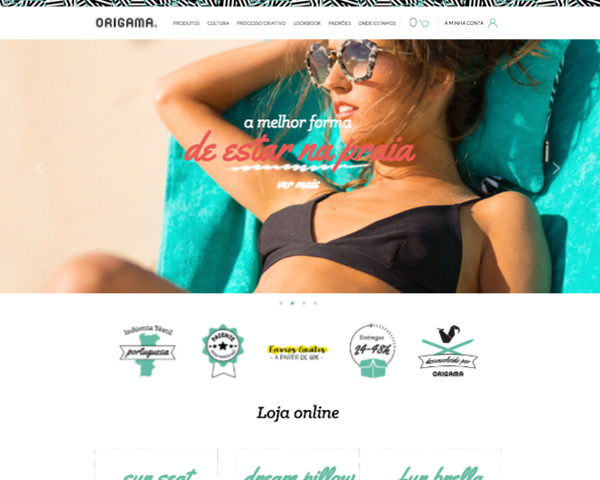 ORIGAMA
PRODUTOS CULTURA PROCESSO CRIATIVO LOOKBOOK PADRÕES ONDE ESTAMOS 0 A MINHA CONTA
a melhor forma
de estar na praia
ver mais
Indústria Têxtil
portuguesa
PATENTE
Envios Grátis
- A PARTIR DE 60€ -
Entregas
24-48h
desenvolvido por
ORIGAMA
Loja online
sun seat dream pillow fun brella